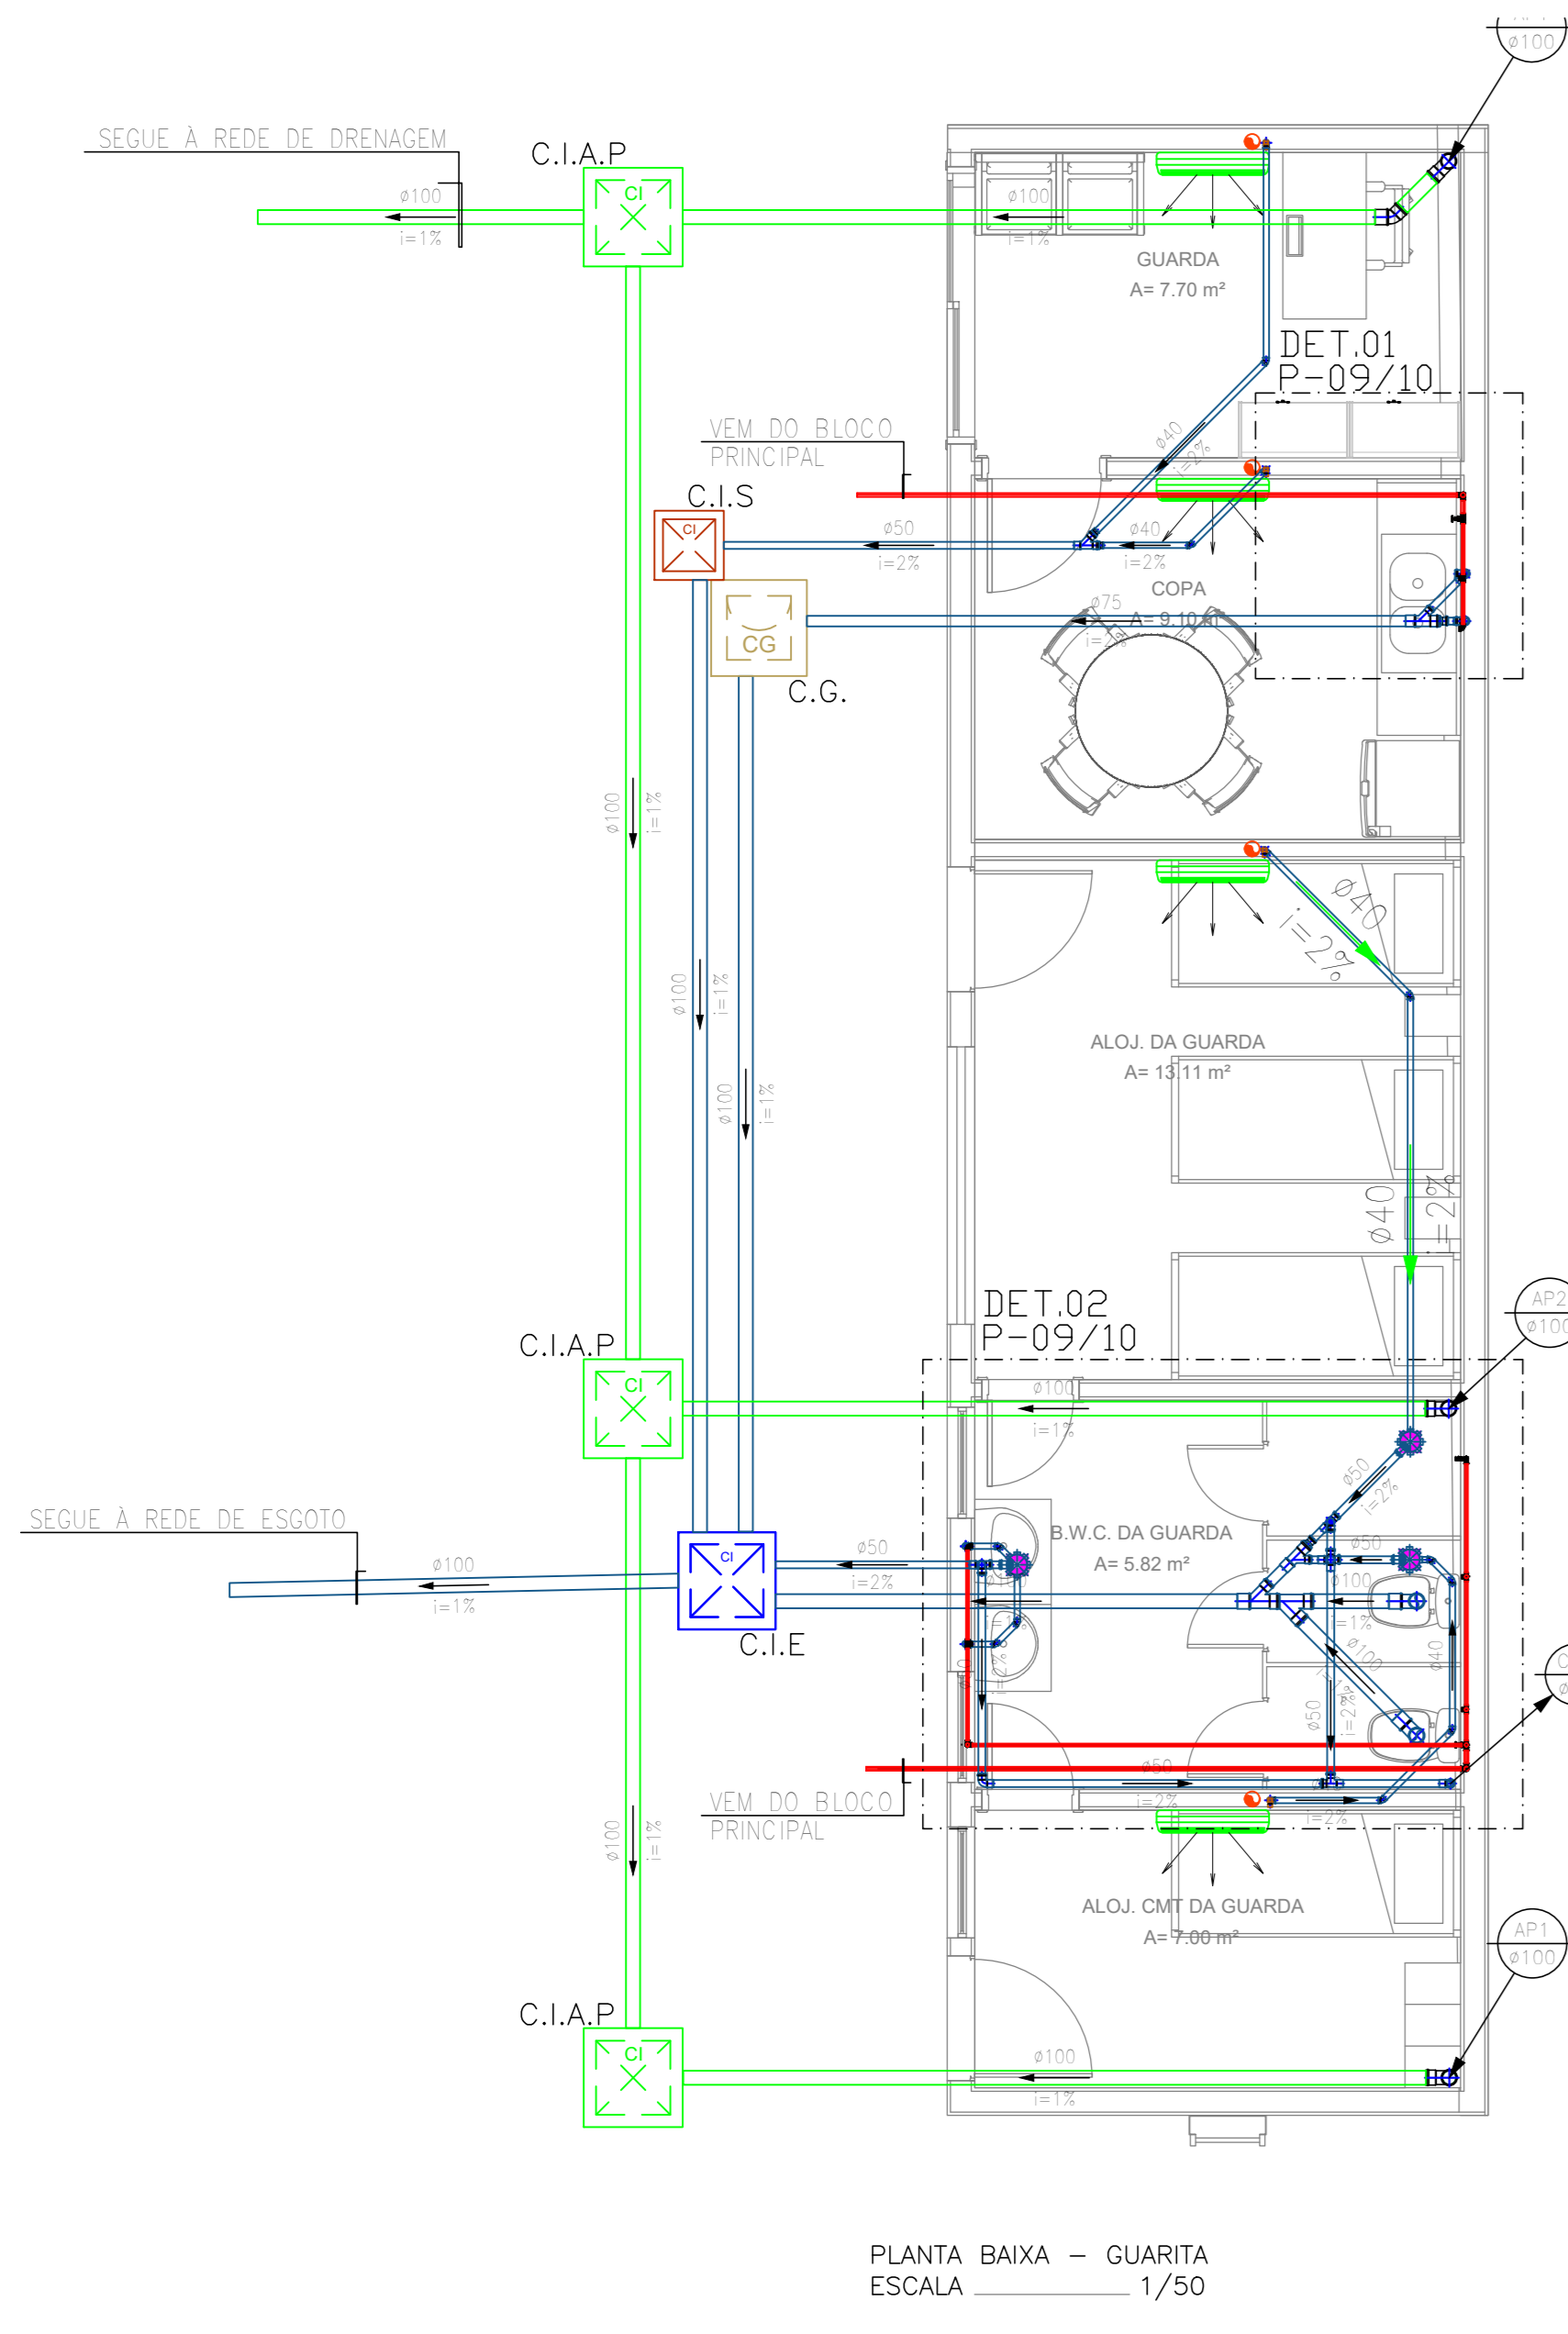 ø100
SEGUE À REDE DE DRENAGEM
C.I.A.P
CI
ø100
i=1%
ø100
i=1%
GUARDA
A= 7.70 m²
DET.01
P-09/10
VEM DO BLOCO
PRINCIPAL
ø40
i=2%
C.I.S
CI
ø50
i=2%
ø40
i=2%
COPA
A= 9.10
ø75
i=2%
CG
C.G.
ø100
i=1%
ø40
i=2%
ø100
i=1%
ø100
i=1%
ALOJ. DA GUARDA
A= 13.11 m²
ø40
i=2%
DET.02
P-09/10
AP2
ø100
C.I.A.P
CI
ø100
i=1%
ø50
i=2%
SEGUE À REDE DE ESGOTO
ø100
i=1%
CI
C.I.E
ø50
i=2%
B.W.C. DA GUARDA
A= 5.82 m²
ø50
ø100
i=1%
ø100
i=1%
ø40
i=2%
ø50
i=2%
ø50
i=2%
i=2%
VEM DO BLOCO
PRINCIPAL
ø100
i=1%
ALOJ. CMT DA GUARDA
A= 7.00 m²
AP1
ø100
C.I.A.P
CI
ø100
i=1%
PLANTA BAIXA – GUARITA
ESCALA 1/50